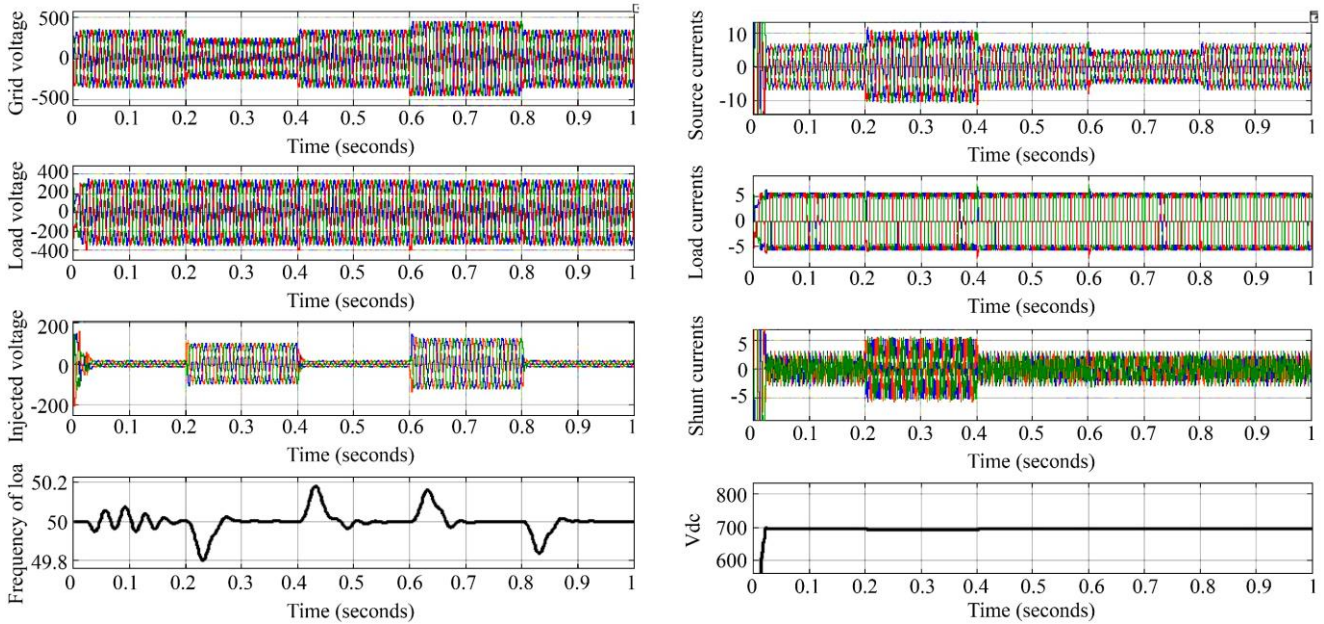 Grid voltage
500
0
-500
0 0.1 0.2 0.3 0.4 0.5 0.6 0.7 0.8 0.9 1
Time (seconds)
Load voltage
400
200
0
-200
-400
0 0.1 0.2 0.3 0.4 0.5 0.6 0.7 0.8 0.9 1
Time (seconds)
Injected voltage
200
0
-200
0 0.1 0.2 0.3 0.4 0.5 0.6 0.7 0.8 0.9 1
Time (seconds)
Frequency of loa
50.2
50
49.8
0 0.1 0.2 0.3 0.4 0.5 0.6 0.7 0.8 0.9 1
Time (seconds)
Source currents
10
0
-10
0 0.1 0.2 0.3 0.4 0.5 0.6 0.7 0.8 0.9 1
Time (seconds)
Load currents
5
0
-5
0 0.1 0.2 0.3 0.4 0.5 0.6 0.7 0.8 0.9 1
Time (seconds)
Shunt currents
5
0
-5
0 0.1 0.2 0.3 0.4 0.5 0.6 0.7 0.8 0.9 1
Time (seconds)
Vdc
800
700
600
0 0.1 0.2 0.3 0.4 0.5 0.6 0.7 0.8 0.9 1
Time (seconds)